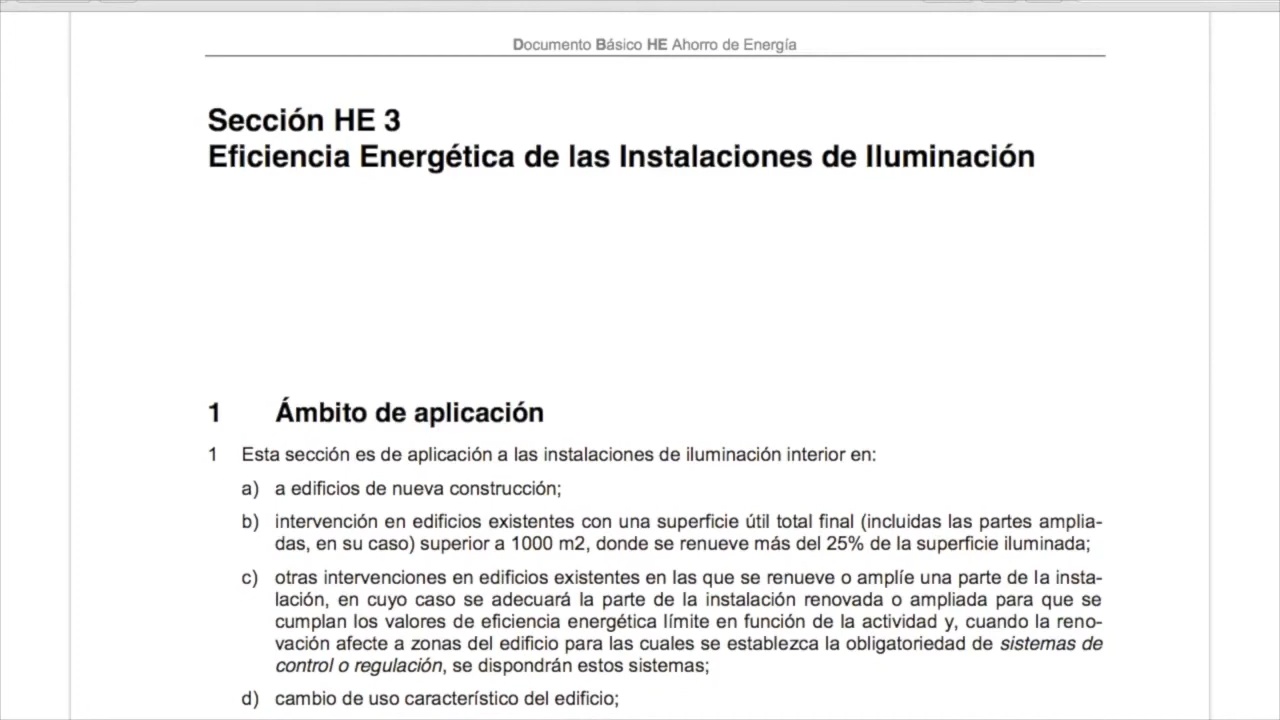 Documento Básico HE Ahorro de Energía
Sección HE 3
Eficiencia Energética de las Instalaciones de Iluminación
1 Ámbito de aplicación
1 Esta sección es de aplicación a las instalaciones de iluminación interior en:
a) a edificios de nueva construcción;
b) intervención en edificios existentes con una superficie útil total final (incluidas las partes amplia-
das, en su caso) superior a 1000 m2, donde se renueve más del 25% de la superficie iluminada;
c) otras intervenciones en edificios existentes en las que se renueve o amplíe una parte de la insta-
lación, en cuyo caso se adecuará la parte de la instalación renovada o ampliada para que se
cumplan los valores de eficiencia energética límite en función de la actividad y, cuando la reno-
vación afecte a zonas del edificio para las cuales se establezca la obligatoriedad de sistemas de
control o regulación, se dispondrán estos sistemas;
d) cambio de uso característico del edificio;